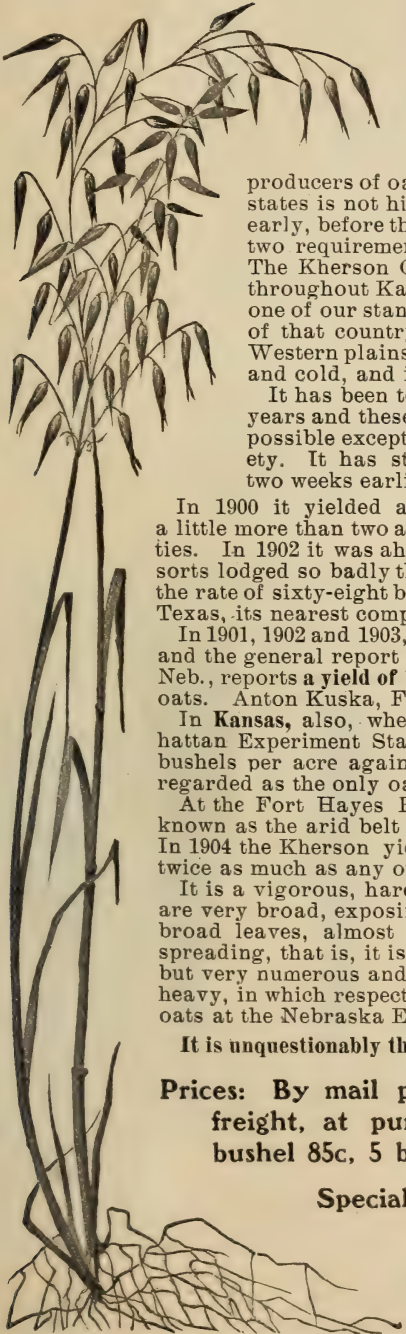 producers of oa
states is not hi
early, before th
two requiremen
The Kherson O
throughout Ka
one of our stan
of that countr
Western plains
and cold, and i
It has been te
years and these
possible except
ety. It has st
two weeks earli
In 1900 it yielded a
a little more than two a
ties. In 1902 it was ah
sorts lodged so badly th
the rate of sixty-eight b
Texas, its nearest comp
In 1901, 1902 and 1903,
and the general report
Neb., reports a yield of
oats. Anton Kuska, F
In Kansas, also, whe
hattan Experiment Sta
bushels per acre again
regarded as the only oa
At the Fort Hayes E
known as the arid belt
In 1904 the Kherson yie
twice as much as any o
It is a vigorous, hard
are very broad, exposi
broad leaves, almost
spreading, that is, it is
but very numerous and
heavy, in which respect
oats at the Nebraska E
It is unquestionably th
Prices: By mail p
freight, at pur
bushel 85c, 5 b
Special